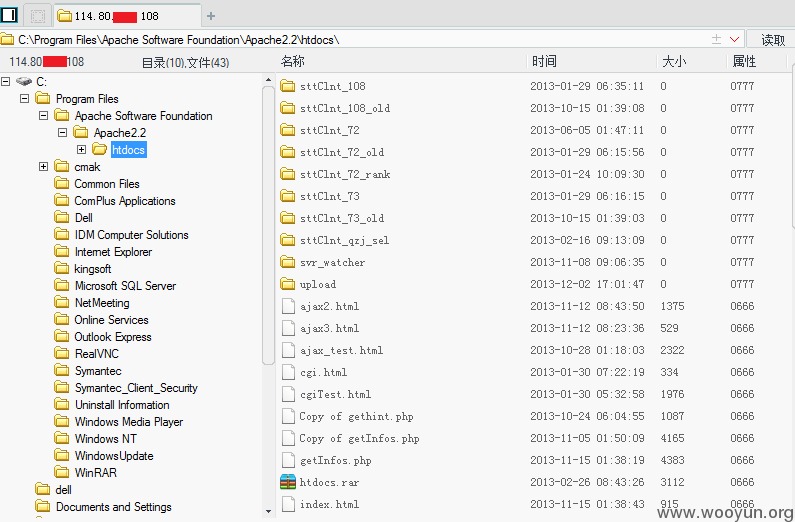 114.80. 108
+
C:\Program Files\Apache Software Foundation\Apache2.2\htdocs\
读取
114.80 108
目录(10),文件(43)
名称 时间 大小 属性
C:
Program Files
Apache Software Foundation
Apache2.2
htdocs
cmak
Common Files
ComPlus Applications
Dell
IDM Computer Solutions
Internet Explorer
kingsoft
Microsoft SQL Server
NetMeeting
Online Services
Outlook Express
RealVNC
Symantec
Symantec_Client_Security
Uninstall Information
Windows Media Player
Windows NT
WindowsUpdate
WinRAR
dell
Documents and Settings
sttClnt_108 2013-01-29 06:35:11 0 0777
sttClnt_108_old 2013-10-15 01:39:08 0 0777
sttClnt_72 2013-06-05 01:47:11 0 0777
sttClnt_72_old 2013-01-29 06:15:56 0 0777
sttClnt_72_rank 2013-01-24 10:09:30 0 0777
sttClnt_73 2013-01-29 06:16:15 0 0777
sttClnt_73_old 2013-10-15 01:39:03 0 0777
sttClnt_qzj_sel 2013-02-16 09:13:09 0 0777
svr_watcher 2013-11-08 09:06:35 0 0777
upload 2013-12-02 17:01:47 0 0777
ajax2.html 2013-11-12 08:43:50 1375 0666
ajax3.html 2013-11-12 08:23:36 529 0666
ajax_test.html 2013-10-28 01:18:03 2322 0666
cgi.html 2013-01-30 07:22:19 334 0666
cgiTest.html 2013-01-30 05:32:58 1976 0666
Copy of gethint.php 2013-10-24 06:04:55 1087 0666
Copy of getInfos.php 2013-11-05 01:50:09 4165 0666
getInfos.php 2013-11-15 01:38:19 4383 0666
htdocs.rar 2013-02-26 08:43:26 3112 0666
index.html 2013-11-15 01:38:43 915 0666
www.wooyun.org